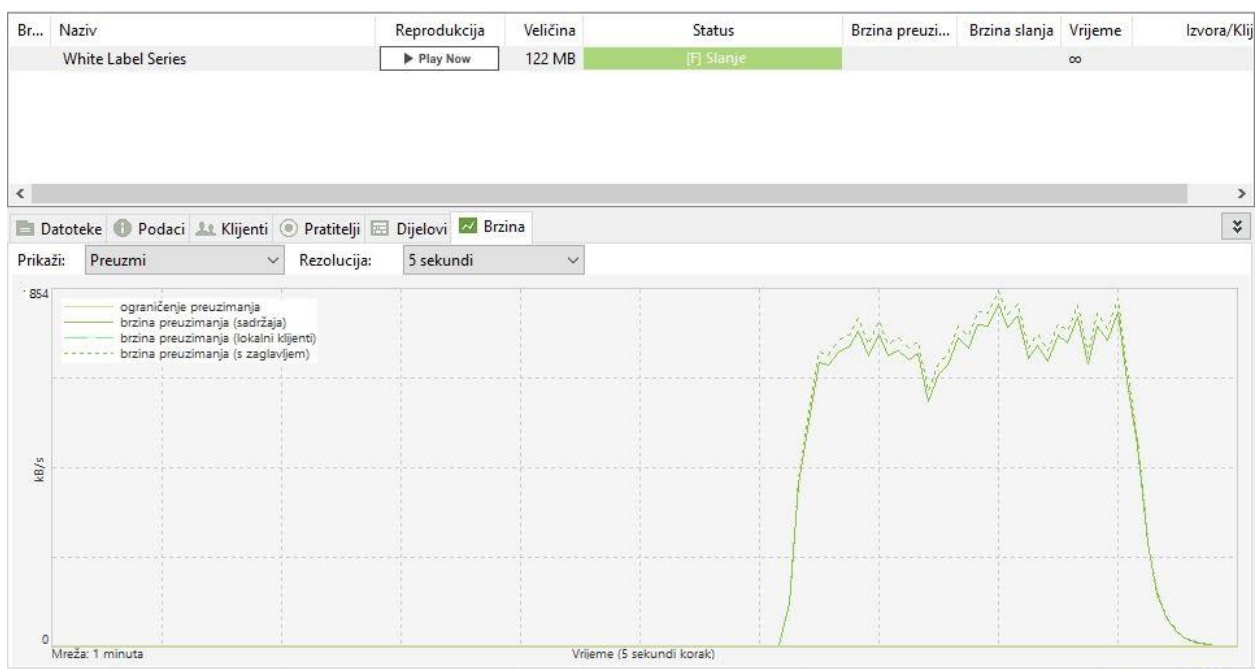 Br... Naziv Reprodukcija Veličina Status Brzina preuzi... Brzina slanja Vrijeme Izvora/Klij
White Label Series Play Now 122 MB [F] Slanje ∞
Datoteke Podaci Klijenti Pratitelji Dijelovi Brzina
Prikaži: Preuzmi Rezolucija: 5 sekundi
854
ograničenje preuzimanja
brzina preuzimanja (sadržaja)
brzina preuzimanja (lokalni klijenti)
brzina preuzimanja (s zaglavljem)
kB/s
0
Mreža: 1 minuta Vrijeme (5 sekundi korak)